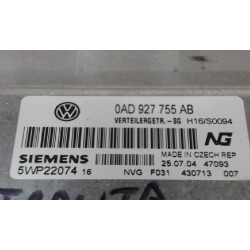 0AD 927 755 AB
VERTEILERGETR. -SG H16/S0094
NG
MADE IN CZECH REP
SIEMENS 25.07.04 47093
5WP22074 16 NVG F031 430713 007